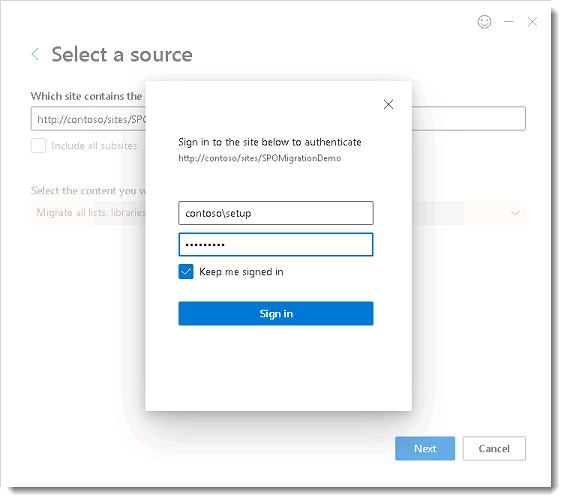 Select a source
Which site contains the
http://contoso/sites/SPO
Include all subsites
Select the content you w
Migrate all lists, libraries
Sign in to the site below to authenticate
http://contoso/sites/SPOMigrationDemo
contoso\setup
•••••••••
Keep me signed in
Sign in
Next
Cancel